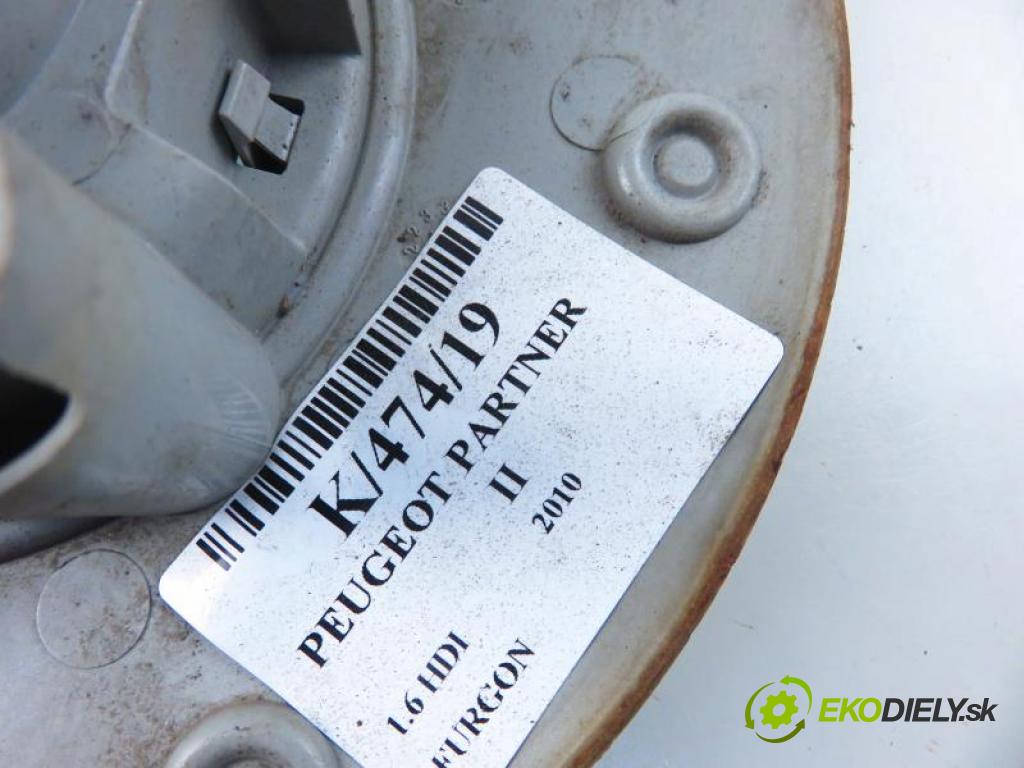 K/474/19
PEUGEOT PARTNER
II
2010
1.6 HDI
FURGON
EKODIELY.sk